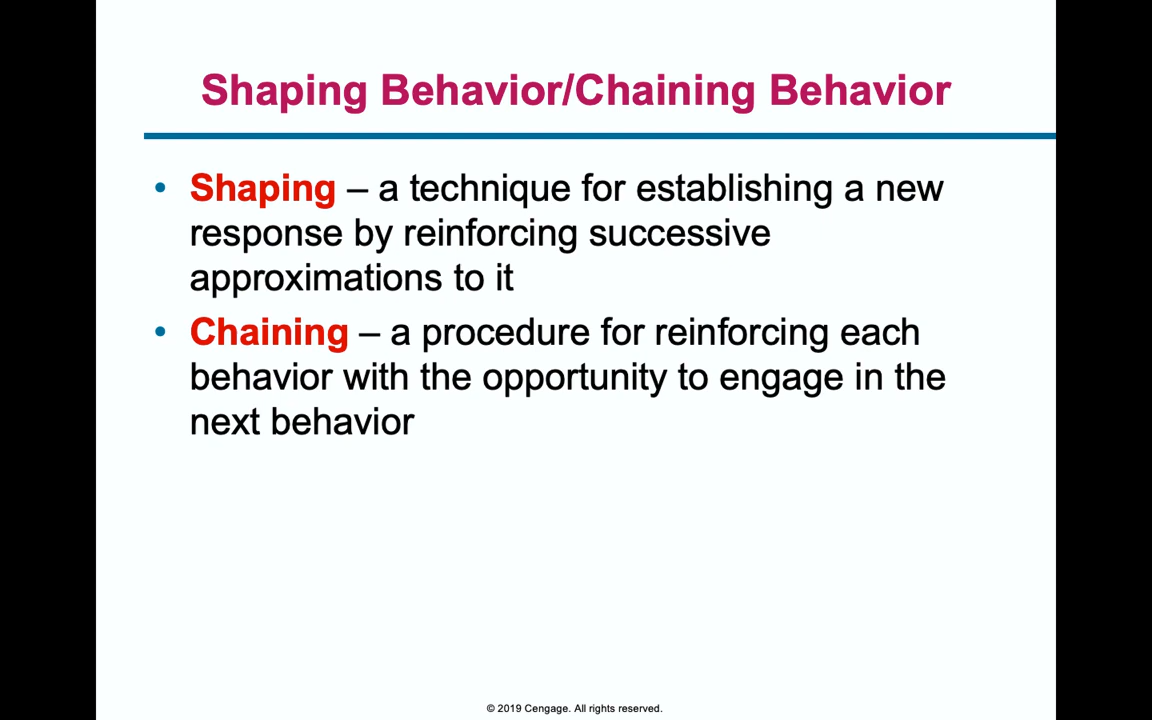 Shaping Behavior/Chaining Behavior
• Shaping – a technique for establishing a new
response by reinforcing successive
approximations to it
• Chaining – a procedure for reinforcing each
behavior with the opportunity to engage in the
next behavior
© 2019 Cengage. All rights reserved.